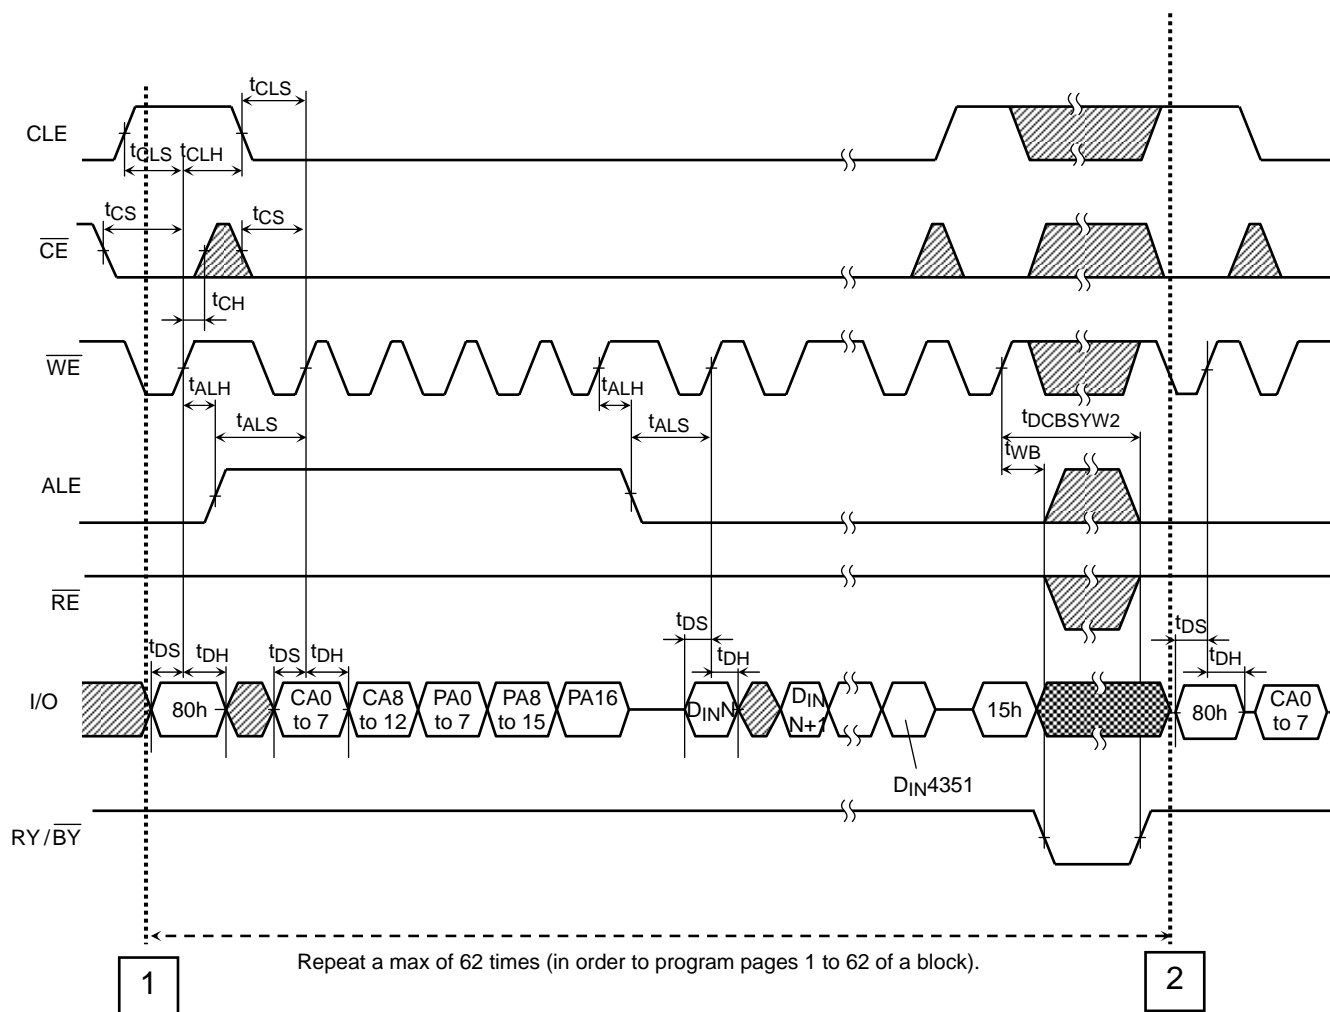 tCLS
CLE
tCLS tCLH
tCS tCS
CE
tCH
WE
tALH tALH
tALS tALS tDCBSYW2
tWB
ALE
RE
tDS tDS
tDS tDH tDS tDH tDH tDH
I/O
80h
CA0
to 7
CA8
to 12
PA0
to 7
PA8
to 15
PA16
DINN
DIN
N+1
15h
80h
CA0
to 7
DIN4351
RY/BY
Repeat a max of 62 times (in order to program pages 1 to 62 of a block).
1
2